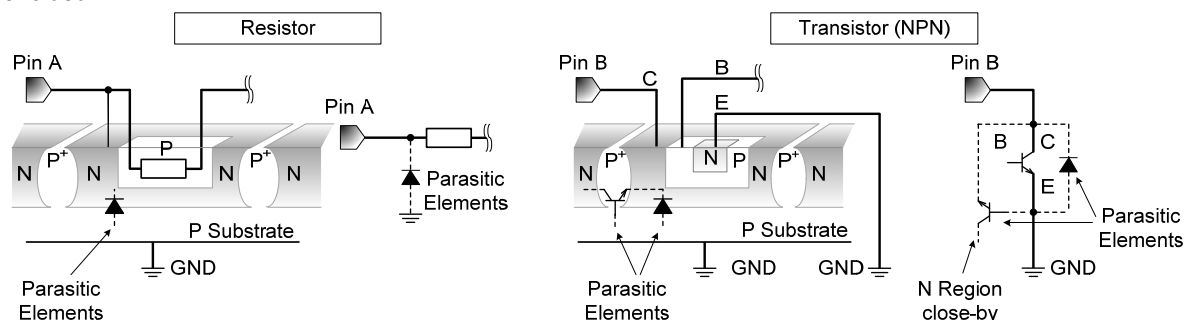 Resistor
Transistor (NPN)
Pin A
Pin A
P
N
P+
N
P+
N
Parasitic
Elements
P Substrate
GND
Parasitic
Elements
Pin B
C
B
E
N
P+
N
N
P
P+
N
P Substrate
GND
GND
Parasitic
Elements
Pin B
B
C
E
Parasitic
Elements
GND
N Region
close-by